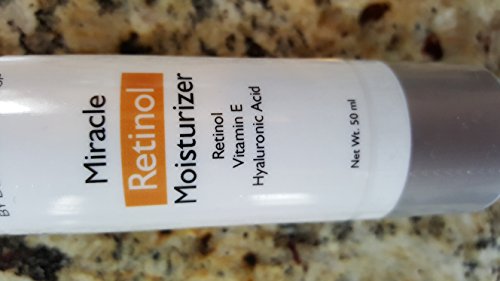 Miracle
Retinol
Moisturizer
Retinol
Vitamin E
Hyaluronic Acid
Net Wt. 50 ml